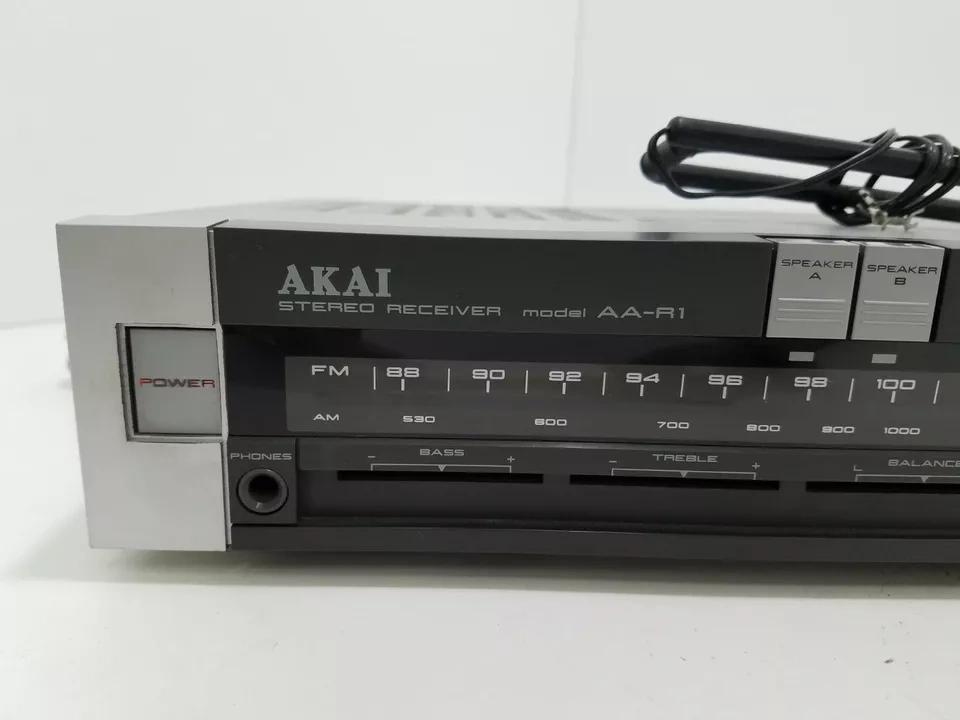 AKAI
STEREO RECEIVER model AA-R1
SPEAKER A
SPEAKER B
POWER
FM 88 90 92 94 96 98 100
AM 530 600 700 800 900 1000
PHONES
- BASS +
- TREBLE +
L BALANCE